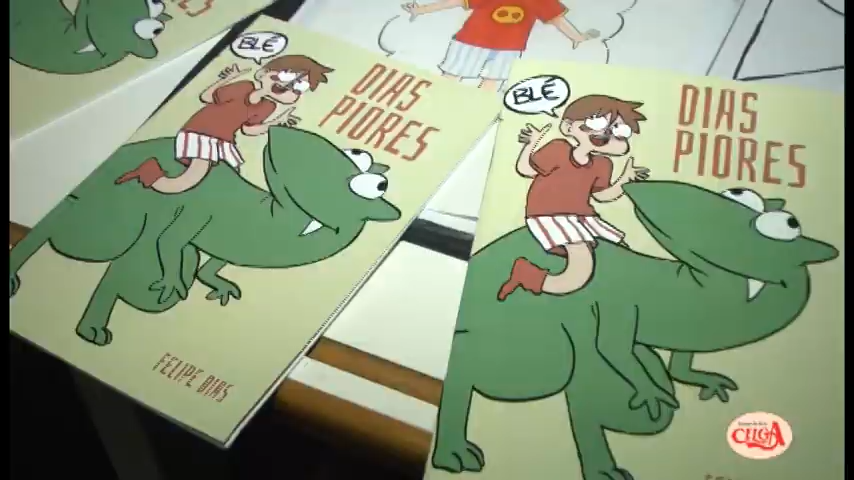 BLÉ
DIAS
PIORES
FELIPE DIAS
BLÉ
DIAS
PIORES